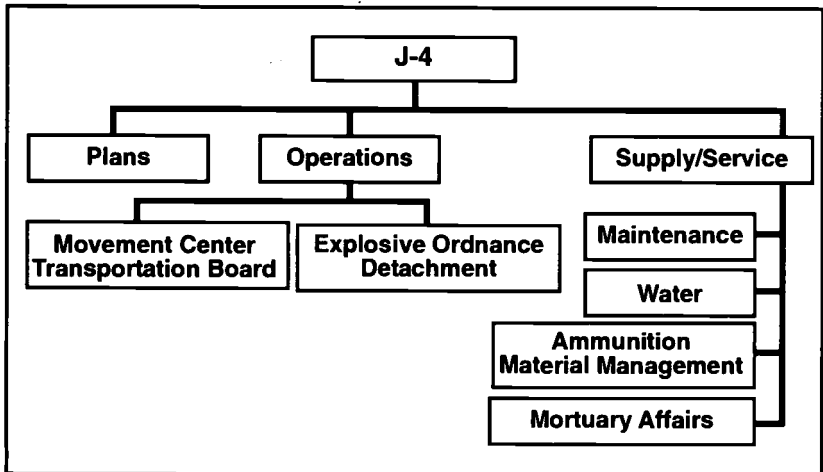 J-4
Plans
Operations
Supply/Service
Movement Center
Transportation Board
Explosive Ordnance
Detachment
Maintenance
Water
Ammunition
Material Management
Mortuary Affairs